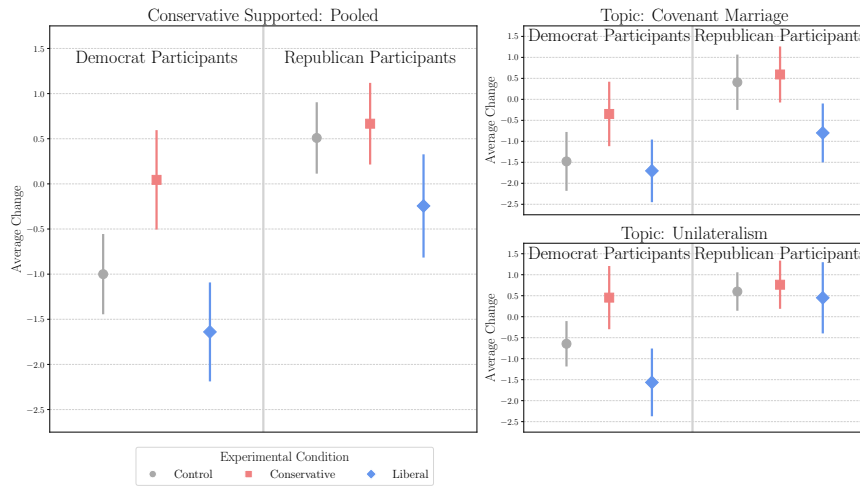 Conservative Supported: Pooled
Democrat Participants
Republican Participants
Average Change
1.5
1.0
0.5
0.0
−0.5
−1.0
−1.5
−2.0
−2.5
Topic: Covenant Marriage
Democrat Participants
Republican Participants
Average Change
1.5
1.0
0.5
0.0
−0.5
−1.0
−1.5
−2.0
−2.5
Topic: Unilateralism
Democrat Participants
Republican Participants
Average Change
1.5
1.0
0.5
0.0
−0.5
−1.0
−1.5
−2.0
−2.5
Experimental Condition
Control
Conservative
Liberal